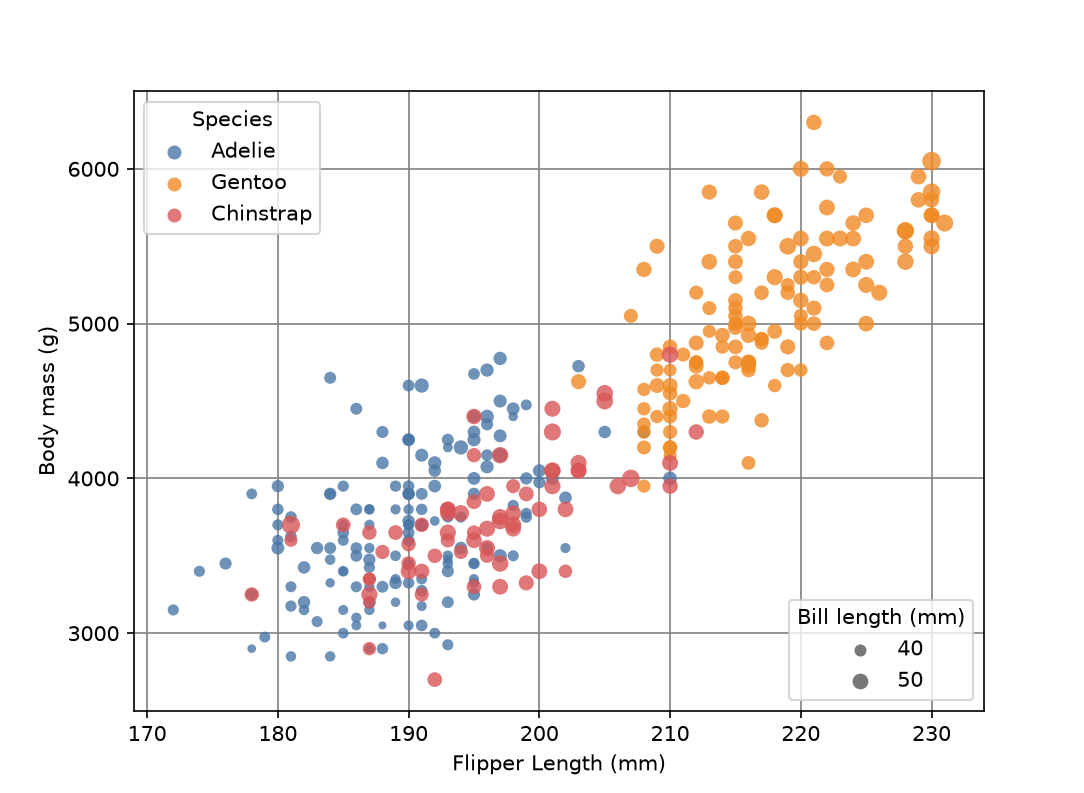 Species
Adelie
Gentoo
Chinstrap
6000
5000
4000
3000
Body mass (g)
Bill length (mm)
40
50
170 180 190 200 210 220 230
Flipper Length (mm)